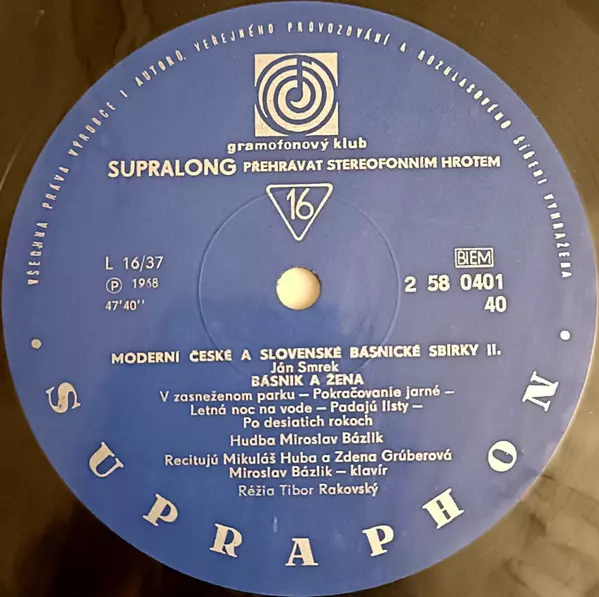 VŠECHNA PRÁVA VÝROBCE I AUTORŮ, VEŘEJNÉHO PROVOZOVÁNÍ A ROZHLASOVÉHO ŠÍŘENÍ VYHRAŽENA
gramofonový klub
SUPRALONG PŘEHRÁVAT STEREOFONNÍM HROTEM
16
L 16/37
℗ 1968
47'40''
BIEM
2 58 0401
40
MODERNÍ ČESKÉ A SLOVENSKÉ BÁSNICKÉ SBÍRKY II.
Ján Smrek
BÁSNIK A ŽENA
V zasneženom parku – Pokračovanie jarné –
Letná noc na vode – Padajú listy –
Po desiatich rokoch
Hudba Miroslav Bázlik
Recitujú Mikuláš Huba a Zdena Grúberová
Miroslav Bázlik – klavír
Réžia Tibor Rakovský
• SUPRAPHON •